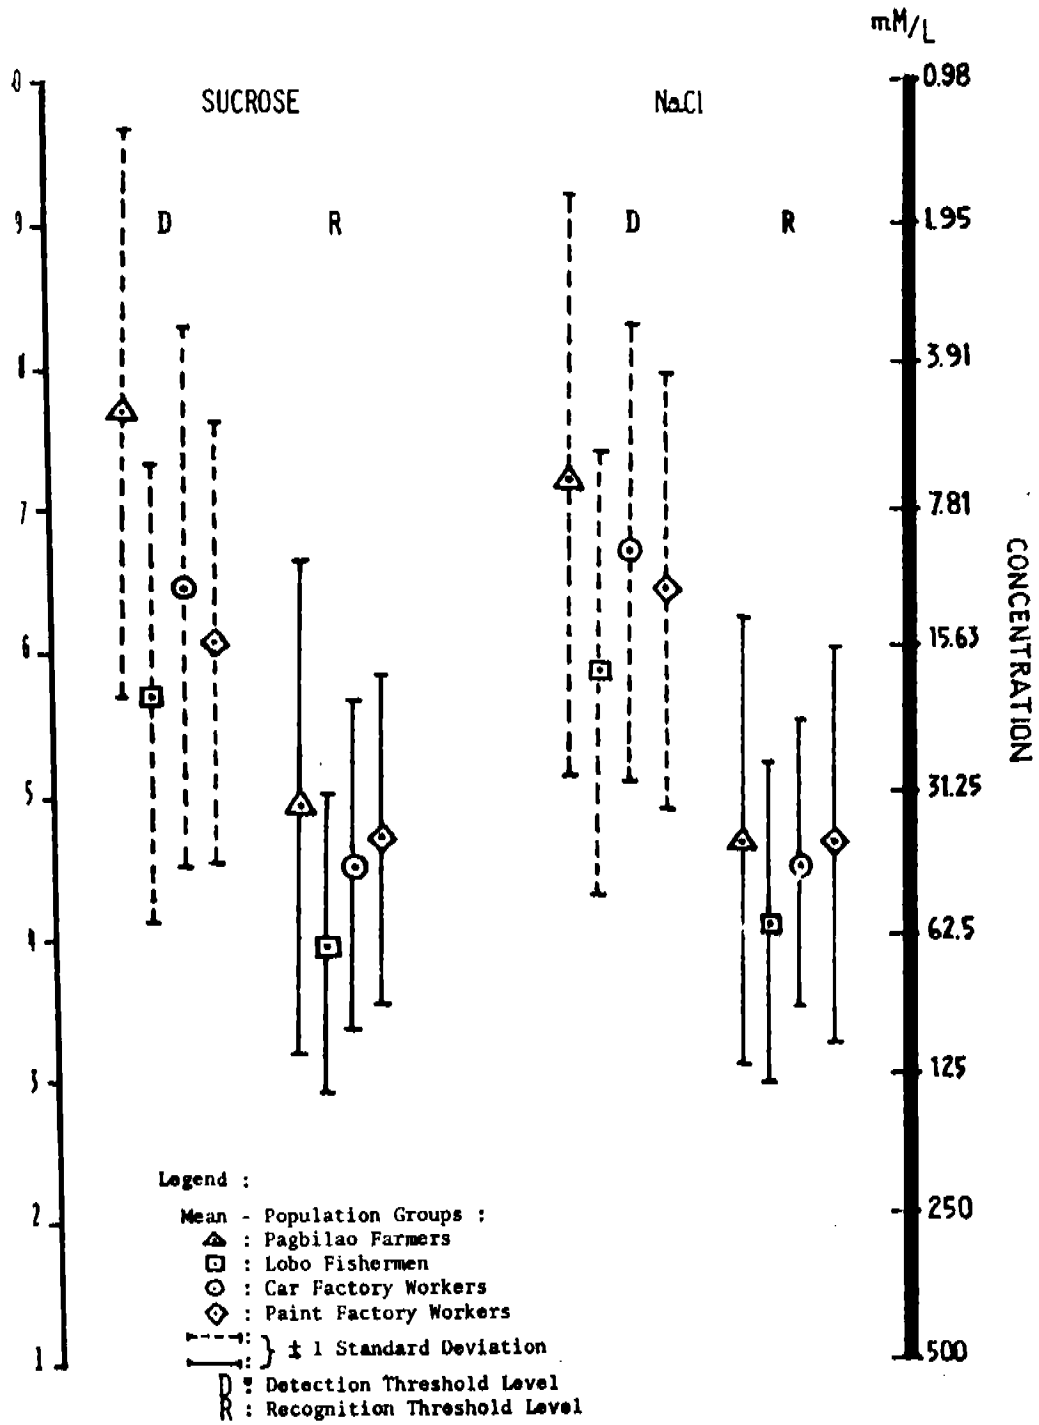 mM/L
SUCROSE
NaCl
D
R
D
R
9
8
7
6
5
4
3
2
1
0.98
1.95
3.91
7.81
15.63
31.25
62.5
125
250
500
CONCENTRATION
Legend :
Mean - Population Groups :
: Pagbilao Farmers
: Lobo Fishermen
: Car Factory Workers
: Paint Factory Workers
} ± 1 Standard Deviation
D : Detection Threshold Level
R : Recognition Threshold Level